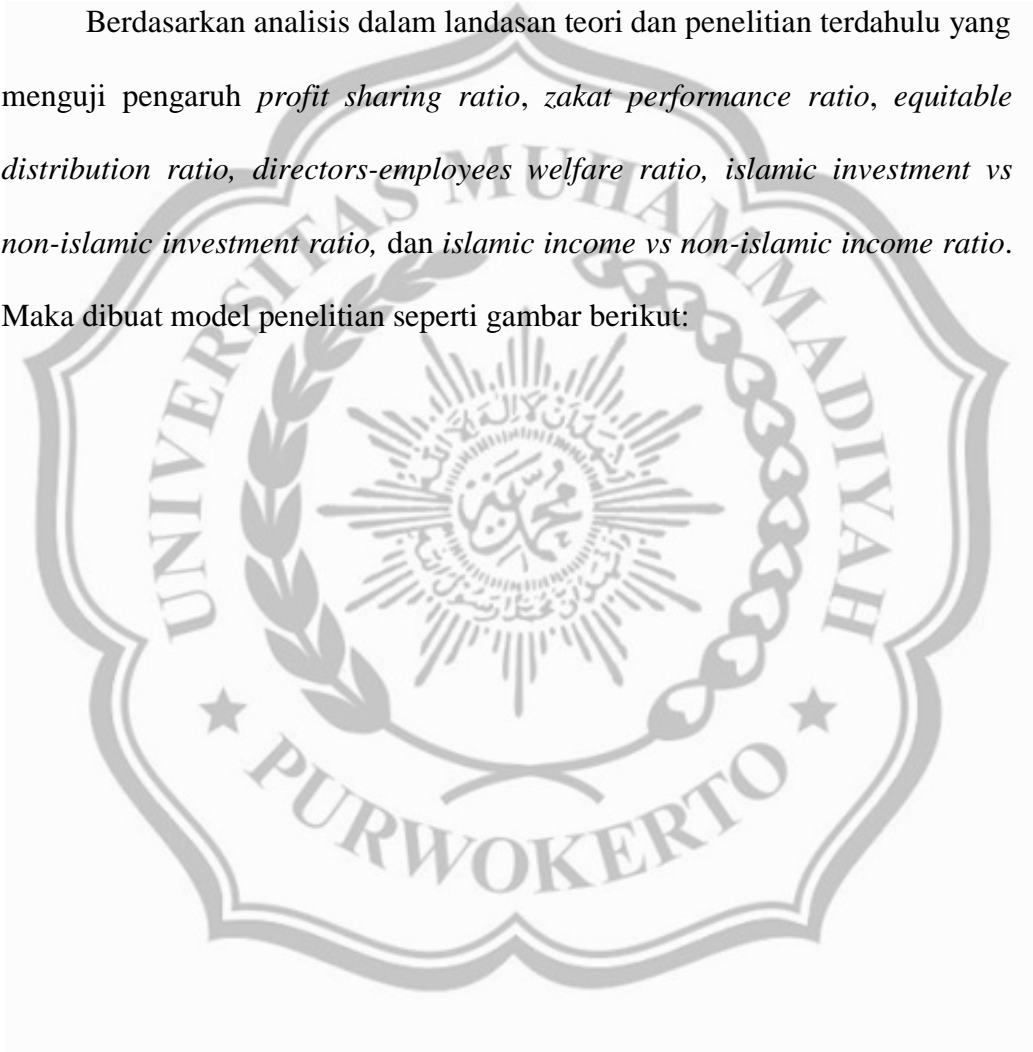 Berdasarkan analisis dalam landasan teori dan penelitian terdahulu yang
menguji pengaruh profit sharing ratio, zakat performance ratio, equitable
distribution ratio, directors-employees welfare ratio, islamic investment vs
non-islamic investment ratio, dan islamic income vs non-islamic income ratio.
Maka dibuat model penelitian seperti gambar berikut:
UNIVERSITAS MUHAMMADIYAH
PURWOKERTO